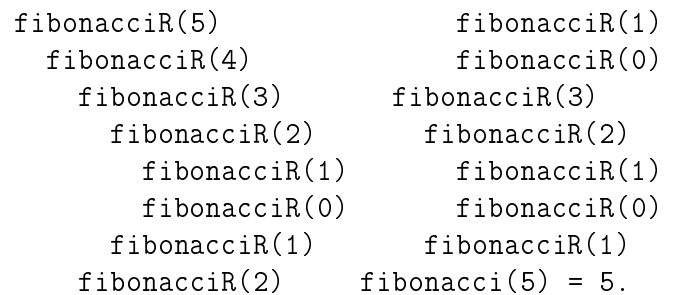 fibonacciR(5)
fibonacciR(4)
fibonacciR(3)
fibonacciR(2)
fibonacciR(1)
fibonacciR(0)
fibonacciR(1)
fibonacciR(2)
fibonacciR(1)
fibonacciR(0)
fibonacciR(3)
fibonacciR(2)
fibonacciR(1)
fibonacciR(0)
fibonacciR(1)
fibonacci(5) = 5.